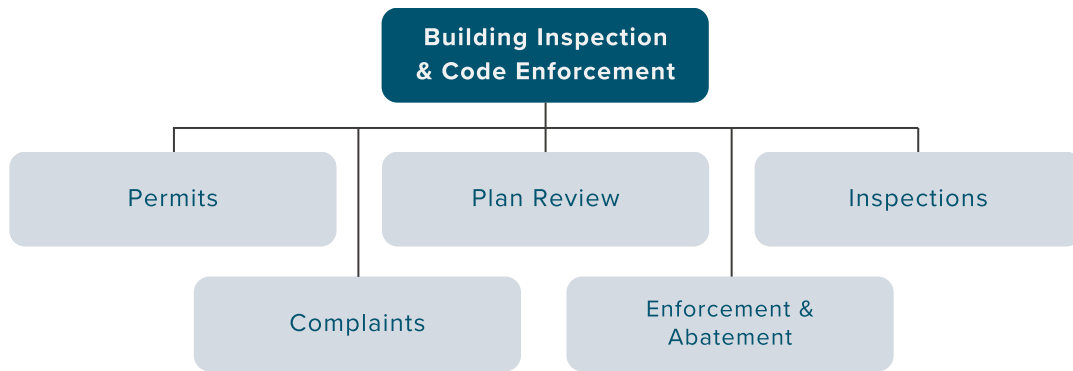 Building Inspection
& Code Enforcement
Permits
Plan Review
Inspections
Complaints
Enforcement &
Abatement